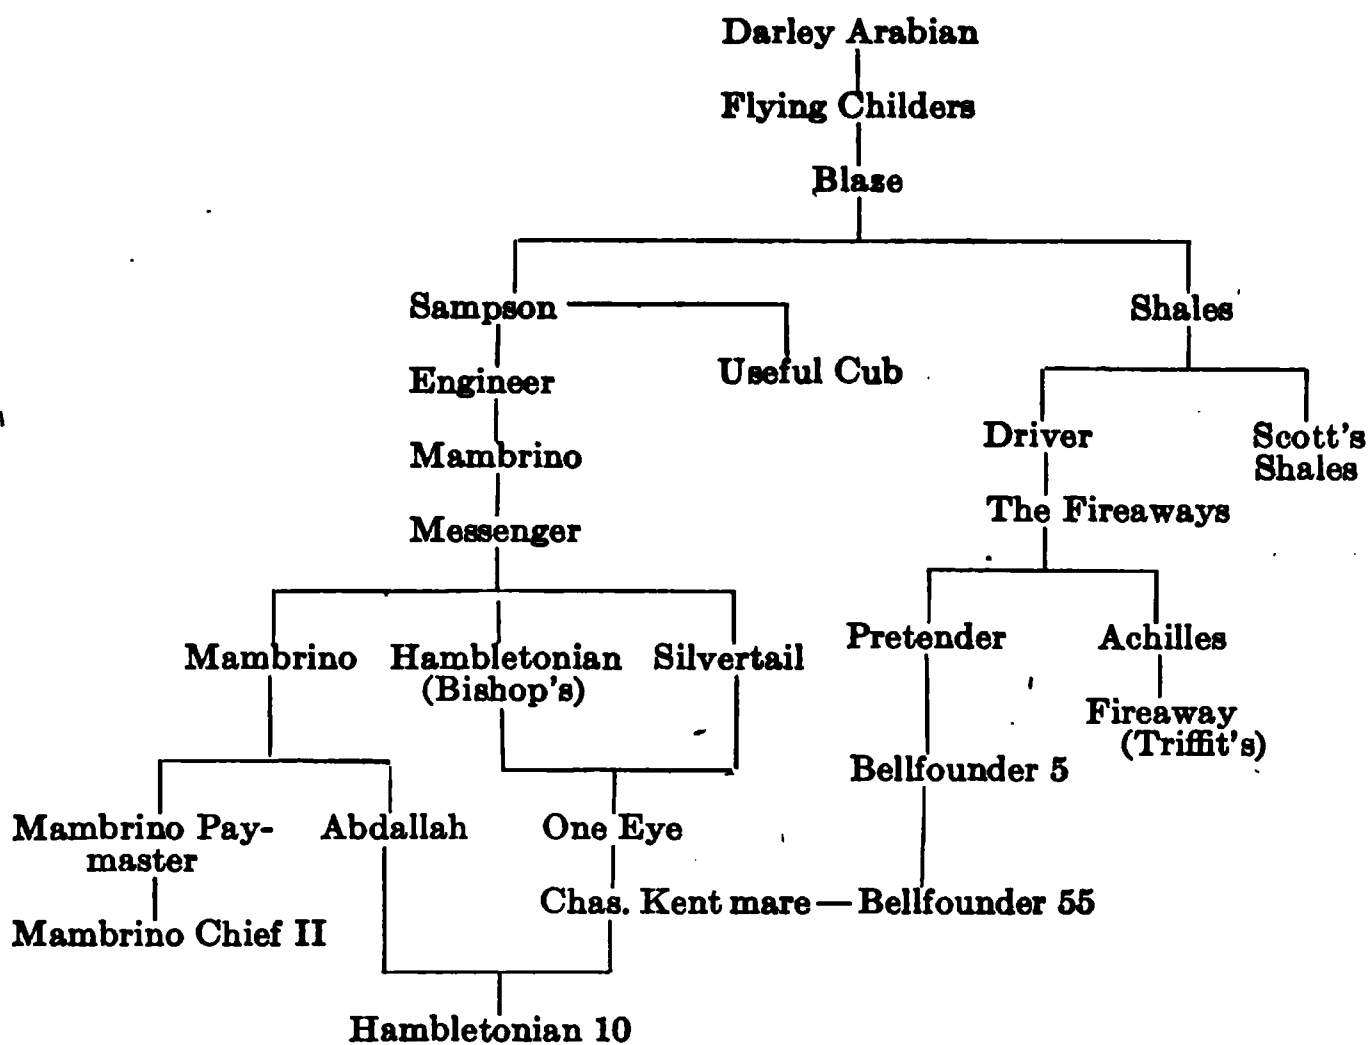 Darley Arabian
Flying Childers
Blaze
Sampson
Shales
Useful Cub
Engineer
Driver
Scott's
Shales
Mambrino
The Fireaways
Messenger
Pretender
Achilles
Mambrino
Hambletonian
(Bishop's)
Silvertail
Fireaway
(Triffit's)
Bellfounder 5
Mambrino Pay-
master
Abdallah
One Eye
Chas. Kent mare — Bellfounder 55
Mambrino Chief II
Hambletonian 10